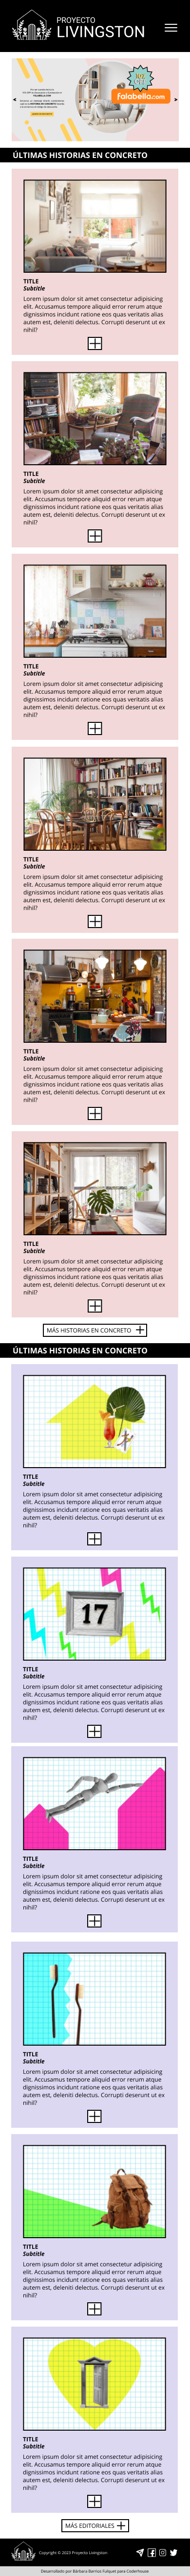 PROYECTO
LIVINGSTON
falabella.com
ÚLTIMAS HISTORIAS EN CONCRETO
TITLE
Subtitle
Lorem ipsum dolor sit amet consectetur adipisicing
elit. Accusamus tempore aliquid error rerum atque
dignissimos incidunt ratione eos quas veritatis alias
autem est, deleniti delectus. Corrupti deserunt ut ex
nihil?
TITLE
Subtitle
Lorem ipsum dolor sit amet consectetur adipisicing
elit. Accusamus tempore aliquid error rerum atque
dignissimos incidunt ratione eos quas veritatis alias
autem est, deleniti delectus. Corrupti deserunt ut ex
nihil?
TITLE
Subtitle
Lorem ipsum dolor sit amet consectetur adipisicing
elit. Accusamus tempore aliquid error rerum atque
dignissimos incidunt ratione eos quas veritatis alias
autem est, deleniti delectus. Corrupti deserunt ut ex
nihil?
TITLE
Subtitle
Lorem ipsum dolor sit amet consectetur adipisicing
elit. Accusamus tempore aliquid error rerum atque
dignissimos incidunt ratione eos quas veritatis alias
autem est, deleniti delectus. Corrupti deserunt ut ex
nihil?
TITLE
Subtitle
Lorem ipsum dolor sit amet consectetur adipisicing
elit. Accusamus tempore aliquid error rerum atque
dignissimos incidunt ratione eos quas veritatis alias
autem est, deleniti delectus. Corrupti deserunt ut ex
nihil?
TITLE
Subtitle
Lorem ipsum dolor sit amet consectetur adipisicing
elit. Accusamus tempore aliquid error rerum atque
dignissimos incidunt ratione eos quas veritatis alias
autem est, deleniti delectus. Corrupti deserunt ut ex
nihil?
MÁS HISTORIAS EN CONCRETO
ÚLTIMAS HISTORIAS EN CONCRETO
TITLE
Subtitle
Lorem ipsum dolor sit amet consectetur adipisicing
elit. Accusamus tempore aliquid error rerum atque
dignissimos incidunt ratione eos quas veritatis alias
autem est, deleniti delectus. Corrupti deserunt ut ex
nihil?
17
TITLE
Subtitle
Lorem ipsum dolor sit amet consectetur adipisicing
elit. Accusamus tempore aliquid error rerum atque
dignissimos incidunt ratione eos quas veritatis alias
autem est, deleniti delectus. Corrupti deserunt ut ex
nihil?
TITLE
Subtitle
Lorem ipsum dolor sit amet consectetur adipisicing
elit. Accusamus tempore aliquid error rerum atque
dignissimos incidunt ratione eos quas veritatis alias
autem est, deleniti delectus. Corrupti deserunt ut ex
nihil?
TITLE
Subtitle
Lorem ipsum dolor sit amet consectetur adipisicing
elit. Accusamus tempore aliquid error rerum atque
dignissimos incidunt ratione eos quas veritatis alias
autem est, deleniti delectus. Corrupti deserunt ut ex
nihil?
TITLE
Subtitle
Lorem ipsum dolor sit amet consectetur adipisicing
elit. Accusamus tempore aliquid error rerum atque
dignissimos incidunt ratione eos quas veritatis alias
autem est, deleniti delectus. Corrupti deserunt ut ex
nihil?
TITLE
Subtitle
Lorem ipsum dolor sit amet consectetur adipisicing
elit. Accusamus tempore aliquid error rerum atque
dignissimos incidunt ratione eos quas veritatis alias
autem est, deleniti delectus. Corrupti deserunt ut ex
nihil?
MÁS EDITORIALES
Copyright © 2023 Proyecto Livingston
Desarrollado por Bárbara Barrios Fulquet para Coderhouse